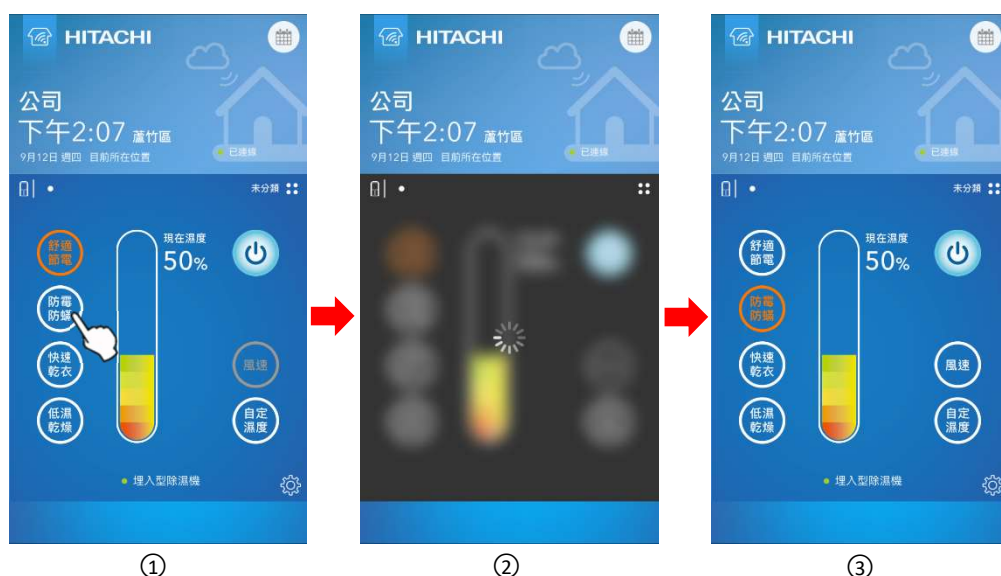 HITACHI
公司
下午2:07 蘆竹區
9月12日 週四 目前所在位置
已連線
未分類
現在濕度
50%
舒適
節電
防霉
防蟎
快速
乾衣
風速
低濕
乾燥
自定
濕度
埋入型除濕機
①
HITACHI
公司
下午2:07 蘆竹區
9月12日 週四 目前所在位置
已連線
②
HITACHI
公司
下午2:07 蘆竹區
9月12日 週四 目前所在位置
已連線
未分類
現在濕度
50%
舒適
節電
防霉
防蟎
快速
乾衣
風速
低濕
乾燥
自定
濕度
埋入型除濕機
③